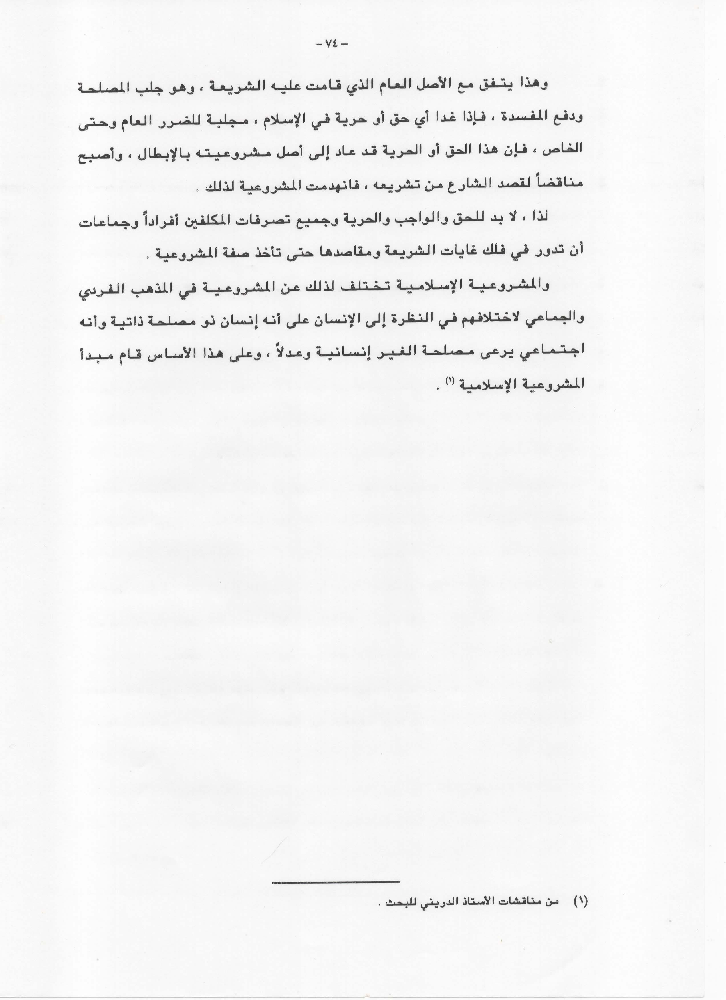 - ٧٤ -
وهذا يتفق مع الأصل العام الذي قامت عليه الشريعة ، وهو جلب المصلحة
ودفع المفسدة ، فإذا غدا أي حق أو حرية في الإسلام ، مجلبة للضرر العام وحتى
الخاص ، فإن هذا الحق أو الحرية قد عاد إلى أصل مشروعيته بالإبطال ، وأصبح
مناقضاً لقصد الشارع من تشريعه ، فانهدمت المشروعية لذلك .
لذا ، لا بد للحق والواجب والحرية وجميع تصرفات المكلفين أفراداً وجماعات
أن تدور في فلك غايات الشريعة ومقاصدها حتى تأخذ صفة المشروعية .
والمشروعية الإسلامية تختلف لذلك عن المشروعية في المذهب الفردي
والجماعي لاختلافهم في النظرة إلى الإنسان على أنه إنسان ذو مصلحة ذاتية وأنه
اجتماعي يرعى مصلحة الغير إنسانية وعدلاً ، وعلى هذا الأساس قام مبدأ
المشروعية الإسلامية (١) .
(١) من مناقشات الأستاذ الدريني للبحث .